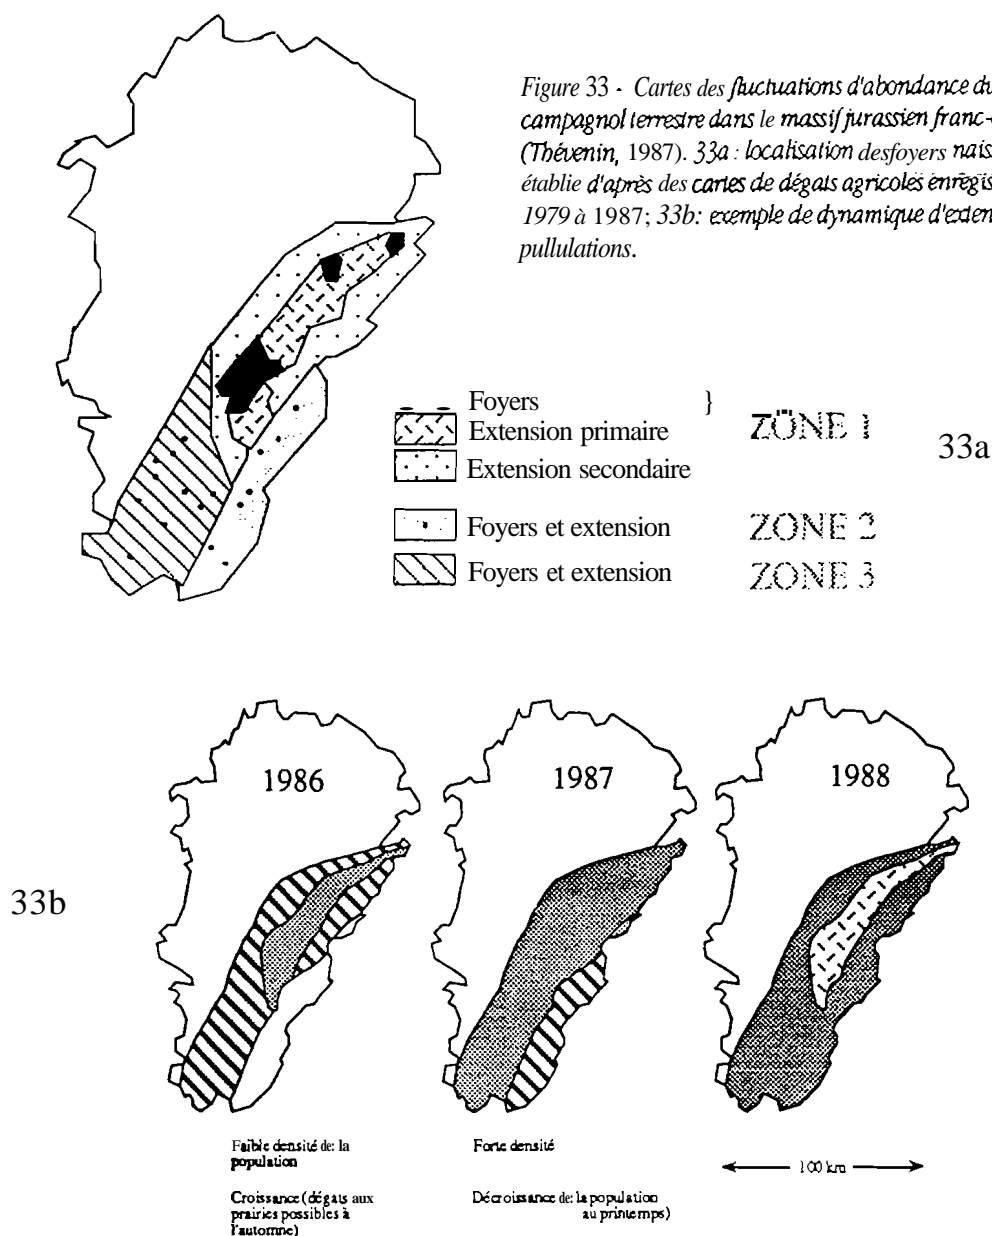 Figure 33 - Cartes des fluctuations d'abondance du
campagnol terrestre dans le massif jurassien franc-
(Thévenin, 1987). 33a : localisation desfoyers nais
établie d'après des cartes de dégats agricoles enregis
1979 à 1987; 33b: exemple de dynamique d'exten
pullulations.
Foyers }
Extension primaire
ZONE 1
33a
Extension secondaire
Foyers et extension ZONE 2
Foyers et extension ZONE 3
1986 1987 1988
33b
Faible densité de: la
population
Forte densité
100 km
Croissance (dégats aux
prairies possibles à
l'automne)
Décroissance de: la population
au printemps)